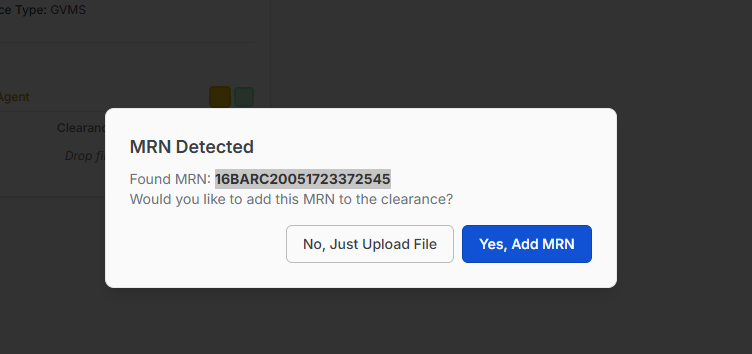 ce Type: GVMS
Agent
Clearanc
Drop fi
MRN Detected
Found MRN: 16BARC20051723372545
Would you like to add this MRN to the clearance?
No, Just Upload File
Yes, Add MRN